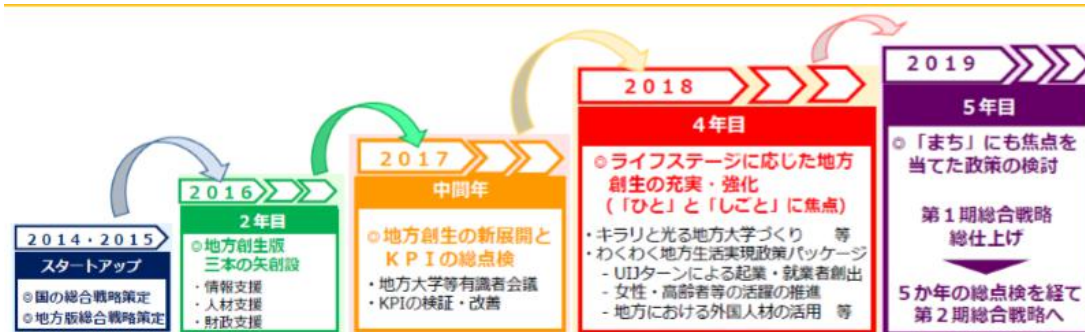 2014・2015
スタートアップ
◎国の総合戦略策定
◎地方版総合戦略策定
2016
2年目
◎地方創生版
三本の矢創設
・情報支援
・人材支援
・財政支援
2017
中間年
◎地方創生の新展開と
KPIの総点検
・地方大学等有識者会議
・KPIの検証・改善
2018
4年目
◎ライフステージに応じた地方
創生の充実・強化
(「ひと」と「しごと」に焦点)
・キラリと光る地方大学づくり 等
・わくわく地方生活実現政策パッケージ
- UIJターンによる起業・就業者創出
- 女性・高齢者等の活躍の推進
- 地方における外国人材の活用 等
2019
5年目
◎「まち」にも焦点を
当てた政策の検討
第1期総合戦略
総仕上げ
5か年の総点検を経て
第2期総合戦略へ